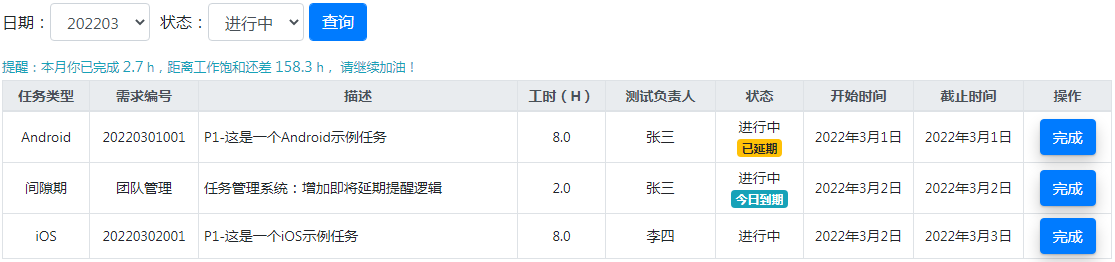 日期： 202203 状态： 进行中 查询
提醒：本月你已完成 2.7 h，距离工作饱和还差 158.3 h， 请继续加油！
任务类型 需求编号 描述 工时（H） 测试负责人 状态 开始时间 截止时间 操作
Android 20220301001 P1-这是一个Android示例任务 8.0 张三 进行中 2022年3月1日 2022年3月1日 完成
已延期
间隙期 团队管理 任务管理系统：增加即将延期提醒逻辑 2.0 张三 进行中 2022年3月2日 2022年3月2日 完成
今日到期
iOS 20220302001 P1-这是一个iOS示例任务 8.0 李四 进行中 2022年3月2日 2022年3月3日 完成